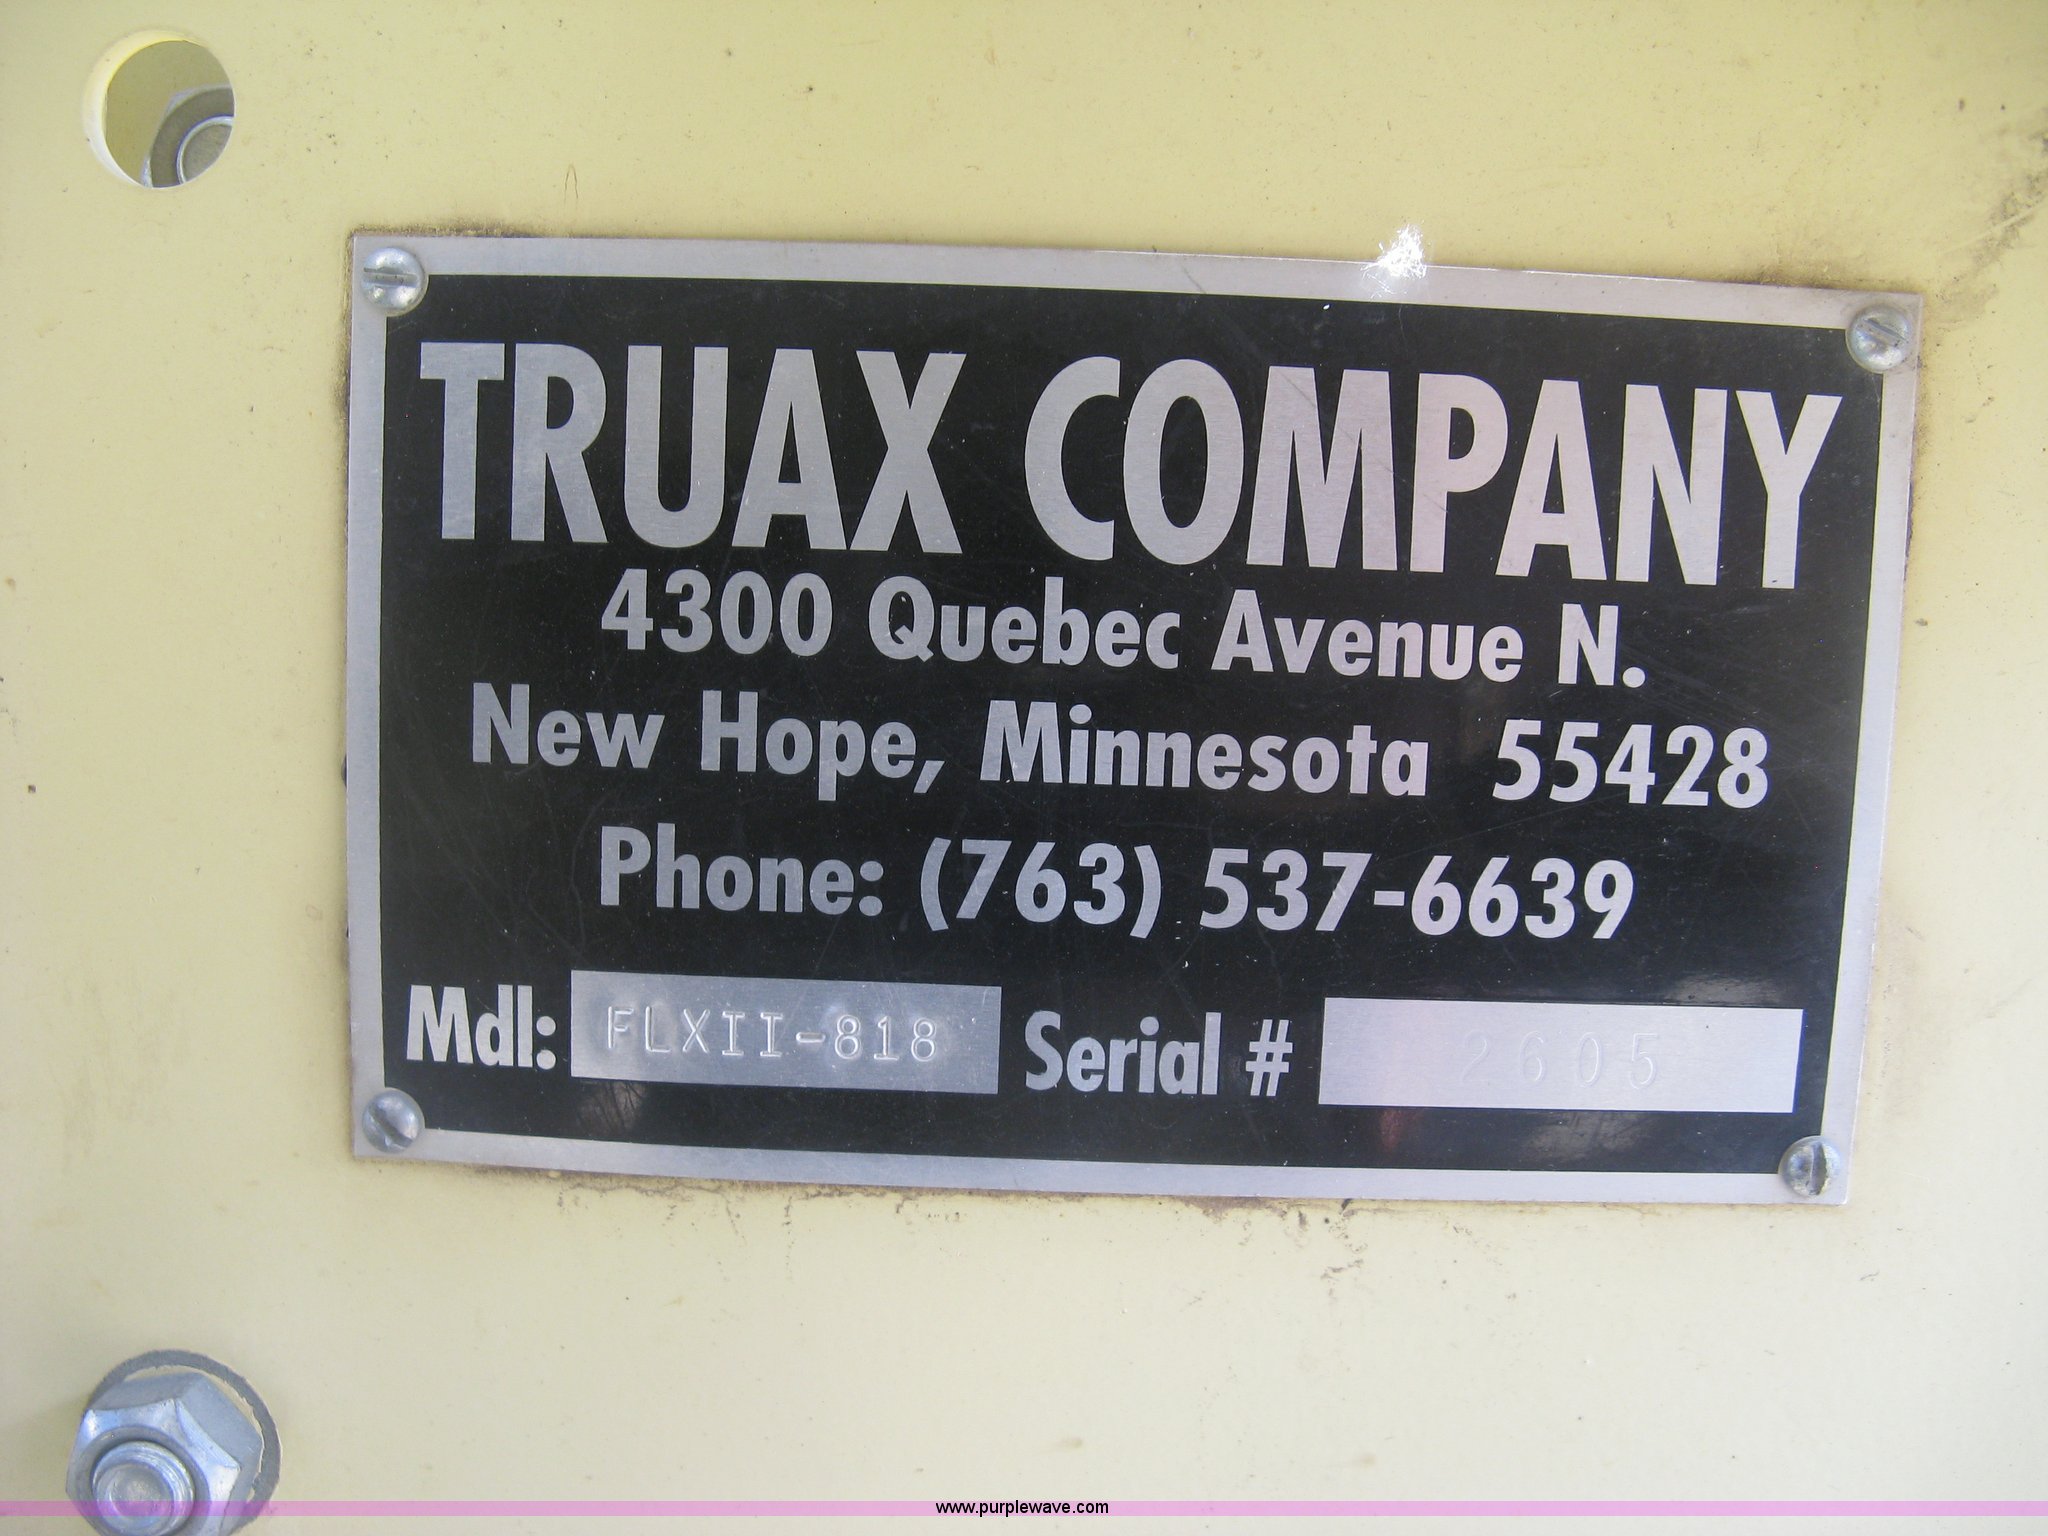 TRUAX COMPANY
4300 Quebec Avenue N.
New Hope, Minnesota 55428
Phone: (763) 537-6639
Mdl: FLXII-818 Serial # 2605
www.purplewave.com